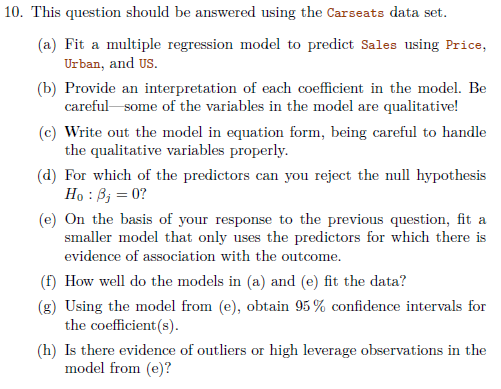 10. This question should be answered using the Carseats data set.
(a) Fit a multiple regression model to predict Sales using Price,
Urban, and US.
(b) Provide an interpretation of each coefficient in the model. Be
careful—some of the variables in the model are qualitative!
(c) Write out the model in equation form, being careful to handle
the qualitative variables properly.
(d) For which of the predictors can you reject the null hypothesis
H₀ : βⱼ = 0?
(e) On the basis of your response to the previous question, fit a
smaller model that only uses the predictors for which there is
evidence of association with the outcome.
(f) How well do the models in (a) and (e) fit the data?
(g) Using the model from (e), obtain 95 % confidence intervals for
the coefficient(s).
(h) Is there evidence of outliers or high leverage observations in the
model from (e)?